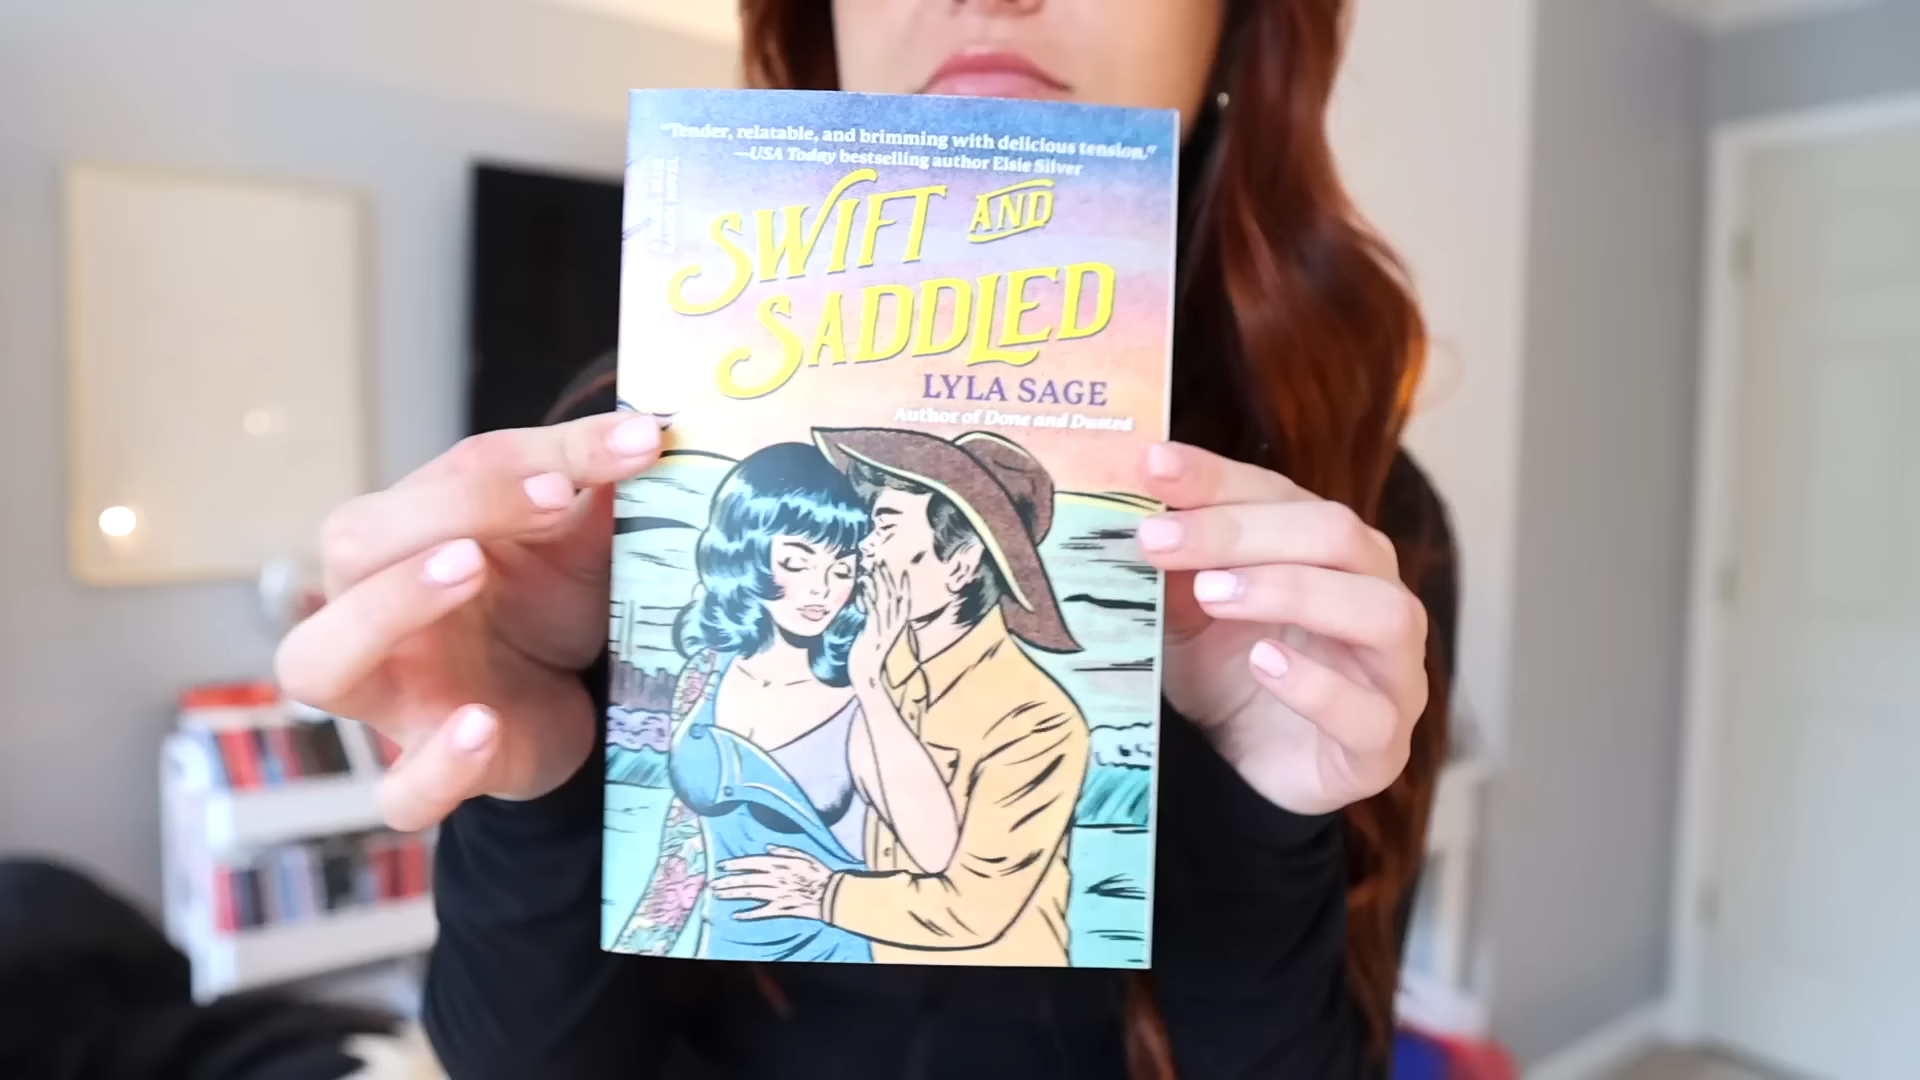 "Tender, relatable, and brimming with delicious tension."
—USA Today bestselling author Elsie Silver
SWIFT AND
SADDLED
LYLA SAGE
Author of Done and Dusted